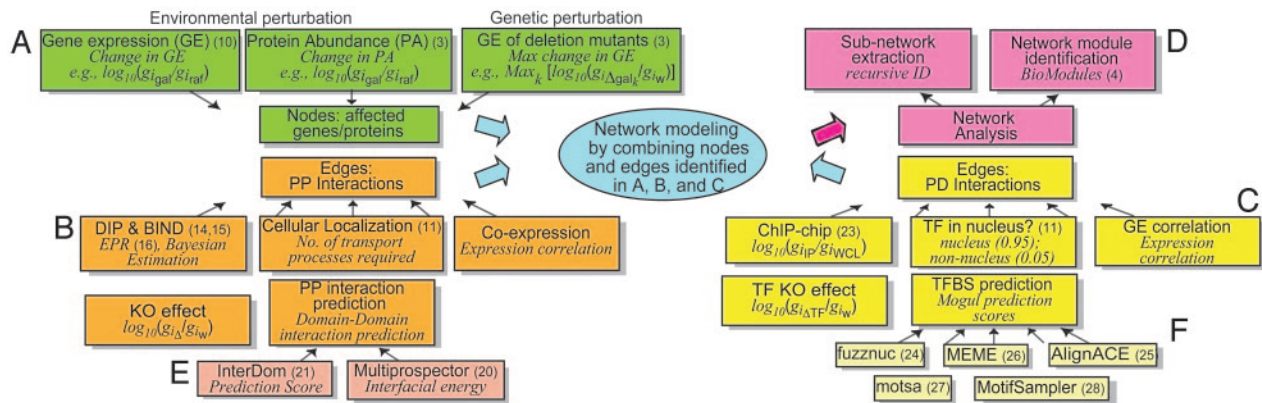 Environmental perturbation
Genetic perturbation
A
Gene expression (GE) (10)
Change in GE
e.g., log10(gigal/giraf)
Protein Abundance (PA) (3)
Change in PA
e.g., log10(gigal/giraf)
GE of deletion mutants (3)
Max change in GE
e.g., Maxk [log10(giΔgalk/giw)]
Nodes: affected
genes/proteins
Edges:
PP Interactions
B
DIP & BIND (14,15)
EPR (16), Bayesian
Estimation
Cellular Localization (11)
No. of transport
processes required
Co-expression
Expression correlation
KO effect
log10(giΔ/giw)
PP interaction
prediction
Domain-Domain
interaction prediction
E
InterDom (21)
Prediction Score
Multiprospector (20)
Interfacial energy
Network modeling
by combining nodes
and edges identified
in A, B, and C
D
Sub-network
extraction
recursive ID
Network module
identification
BioModules (4)
Network
Analysis
Edges:
PD Interactions
C
ChIP-chip (23)
log10(giIP/giWCL)
TF in nucleus? (11)
nucleus (0.95);
non-nucleus (0.05)
GE correlation
Expression
correlation
TF KO effect
log10(giΔTF/giw)
TFBS prediction
Mogul prediction
scores
F
fuzznuc (24)
MEME (26)
AlignACE (25)
motsa (27)
MotifSampler (28)